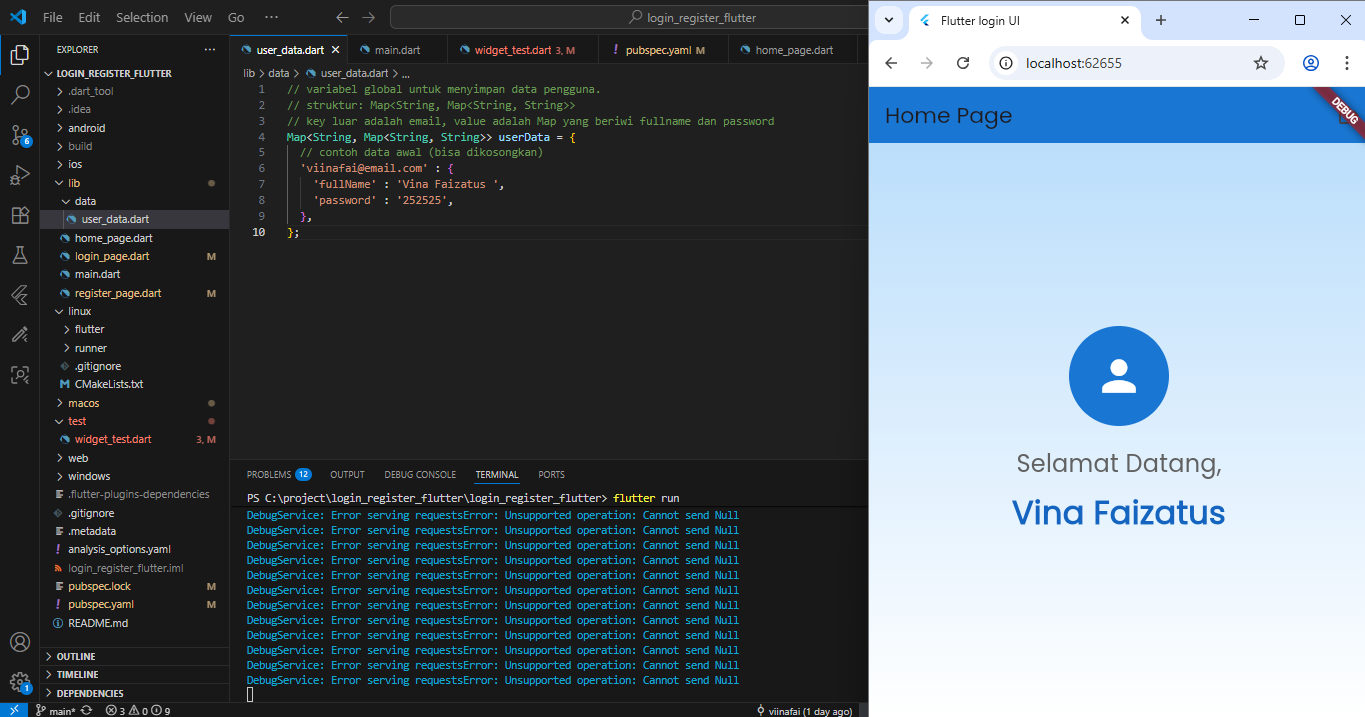 File Edit Selection View Go ··· login_register_flutter
EXPLORER ···
LOGIN_REGISTER_FLUTTER
.dart_tool
.idea
android
build
ios
lib
data
user_data.dart
home_page.dart
login_page.dart M
main.dart
register_page.dart M
linux
flutter
runner
.gitignore
CMakeLists.txt
macos
test
widget_test.dart 3, M
web
windows
.flutter-plugins-dependencies
.gitignore
.metadata
analysis_options.yaml
login_register_flutter.iml
pubspec.lock M
pubspec.yaml M
README.md
OUTLINE
TIMELINE
DEPENDENCIES
6
1
user_data.dart main.dart widget_test.dart 3, M pubspec.yaml M home_page.dart
lib > data > user_data.dart > ...
1 // variabel global untuk menyimpan data pengguna.
2 // struktur: Map<String, Map<String, String>>
3 // key luar adalah email, value adalah Map yang beriwi fullname dan password
4 Map<String, Map<String, String>> userData = {
5 // contoh data awal (bisa dikosongkan)
6 'viinafai@email.com' : {
7 'fullName' : 'Vina Faizatus ',
8 'password' : '252525',
9 },
10 };
PROBLEMS 12 OUTPUT DEBUG CONSOLE TERMINAL PORTS
PS C:\project\login_register_flutter\login_register_flutter> flutter run
DebugService: Error serving requestsError: Unsupported operation: Cannot send Null
DebugService: Error serving requestsError: Unsupported operation: Cannot send Null
DebugService: Error serving requestsError: Unsupported operation: Cannot send Null
DebugService: Error serving requestsError: Unsupported operation: Cannot send Null
DebugService: Error serving requestsError: Unsupported operation: Cannot send Null
DebugService: Error serving requestsError: Unsupported operation: Cannot send Null
DebugService: Error serving requestsError: Unsupported operation: Cannot send Null
DebugService: Error serving requestsError: Unsupported operation: Cannot send Null
DebugService: Error serving requestsError: Unsupported operation: Cannot send Null
DebugService: Error serving requestsError: Unsupported operation: Cannot send Null
DebugService: Error serving requestsError: Unsupported operation: Cannot send Null
DebugService: Error serving requestsError: Unsupported operation: Cannot send Null
main* 3 0 9 viinafai (1 day ago)
Flutter login UI
localhost:62655
Home Page
DEBUG
Selamat Datang,
Vina Faizatus